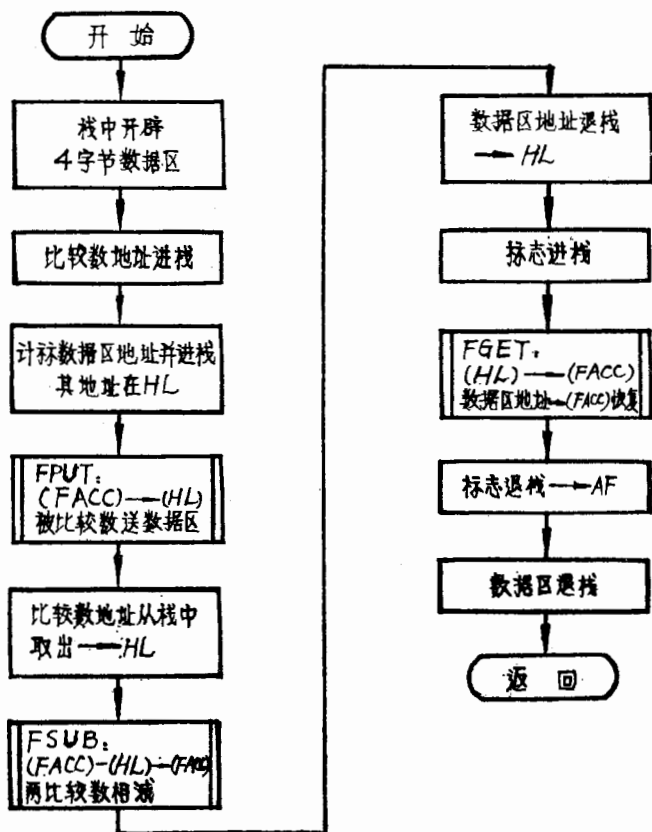 开 始
栈中开辟
4字节数据区
比较数地址进栈
计标数据区地址并进栈
其地址在HL
FPUT:
(FACC)→(HL)
被比较数送数据区
比较数地址从栈中
取出→HL
FSUB:
(FACC)-(HL)→(FACC)
两比较数相减
数据区地址退栈
→HL
标志进栈
FGET:
(HL)→(FACC)
数据区地址→(FACC)恢复
标志退栈→AF
数据区退栈
返 回